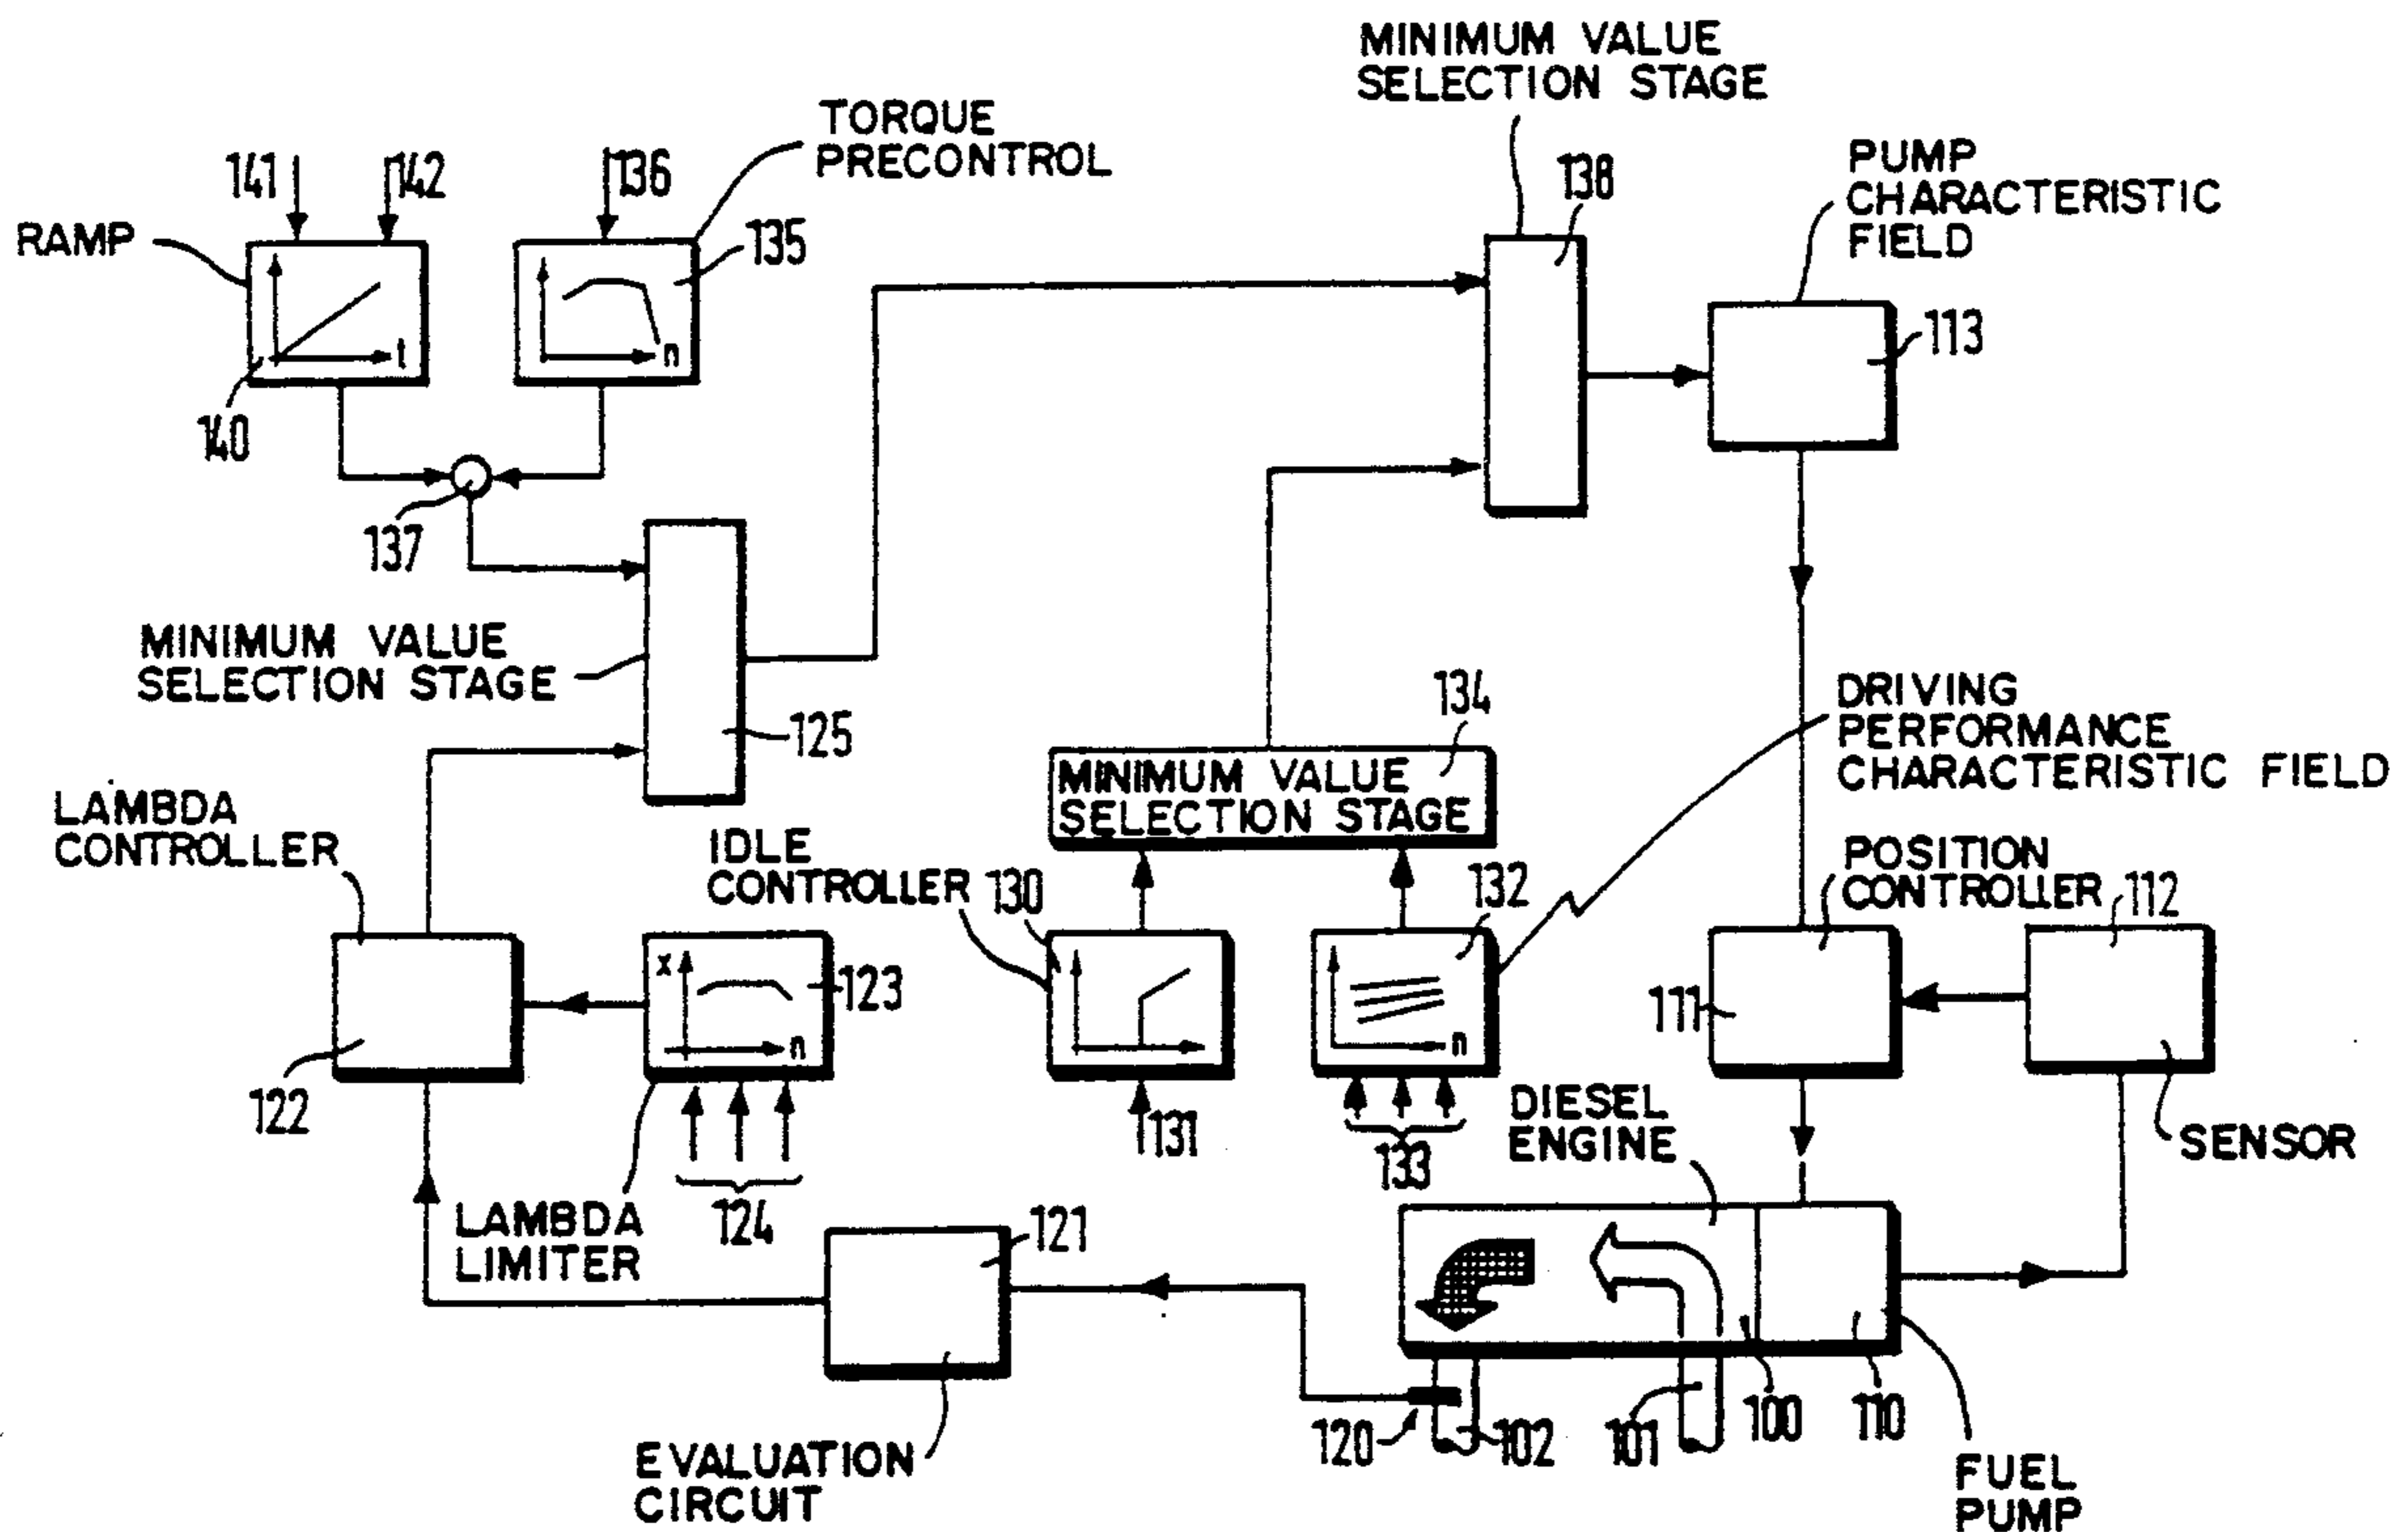 MINIMUM VALUE
SELECTION STAGE
TORQUE
PRECONTROL
141
142
136
138
PUMP
CHARACTERISTIC
FIELD
RAMP
135
t
n
113
140
137
MINIMUM VALUE
SELECTION STAGE
125
134
DRIVING
PERFORMANCE
CHARACTERISTIC FIELD
MINIMUM VALUE
SELECTION STAGE
LAMBDA
CONTROLLER
IDLE
CONTROLLER
130
132
POSITION
CONTROLLER
112
x
n
123
n
111
122
124
131
133
DIESEL
ENGINE
SENSOR
LAMBDA
LIMITER
121
120
102
101
100
110
EVALUATION
CIRCUIT
FUEL
PUMP